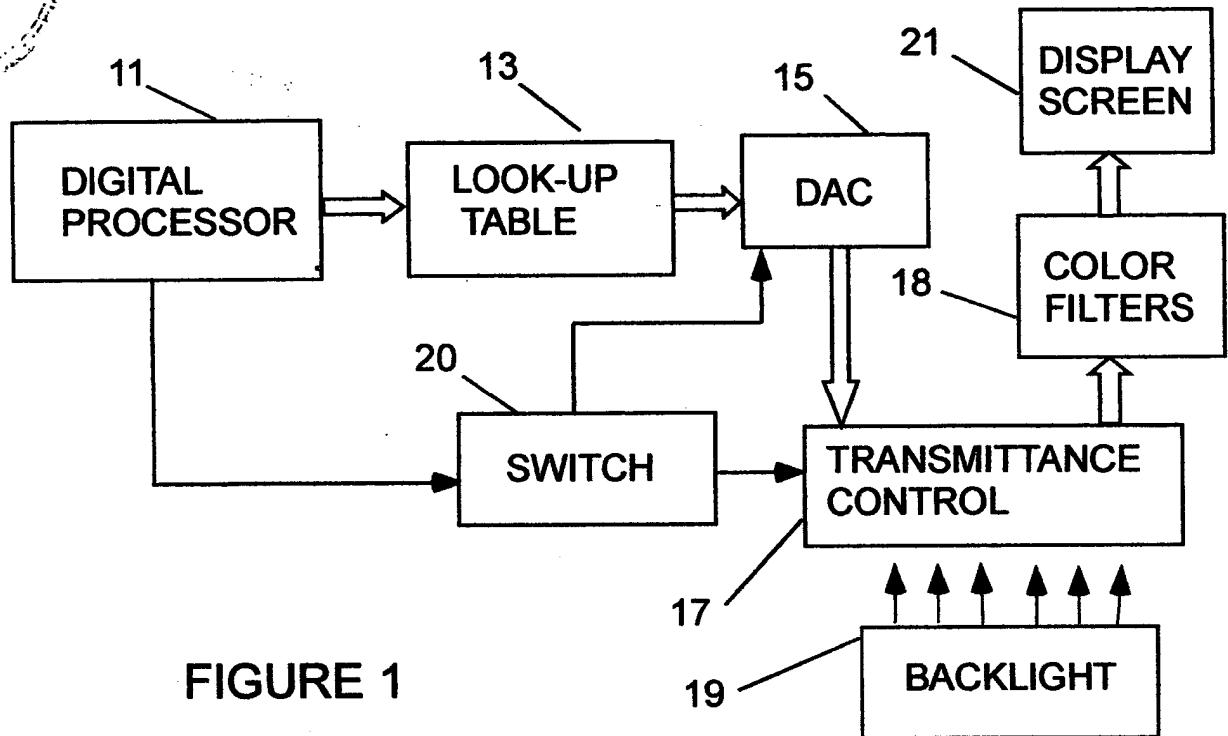 21
DISPLAY
SCREEN
11
13
15
DIGITAL
PROCESSOR
LOOK-UP
TABLE
DAC
18
COLOR
FILTERS
20
SWITCH
TRANSMITTANCE
CONTROL
17
FIGURE 1
19
BACKLIGHT